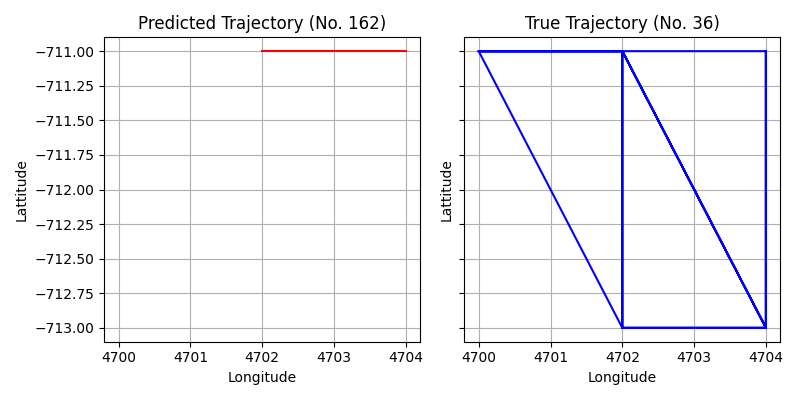 Predicted Trajectory (No. 162)
True Trajectory (No. 36)
Lattitude
−711.00
−711.25
−711.50
−711.75
−712.00
−712.25
−712.50
−712.75
−713.00
4700 4701 4702 4703 4704
Longitude
Lattitude
4700 4701 4702 4703 4704
Longitude